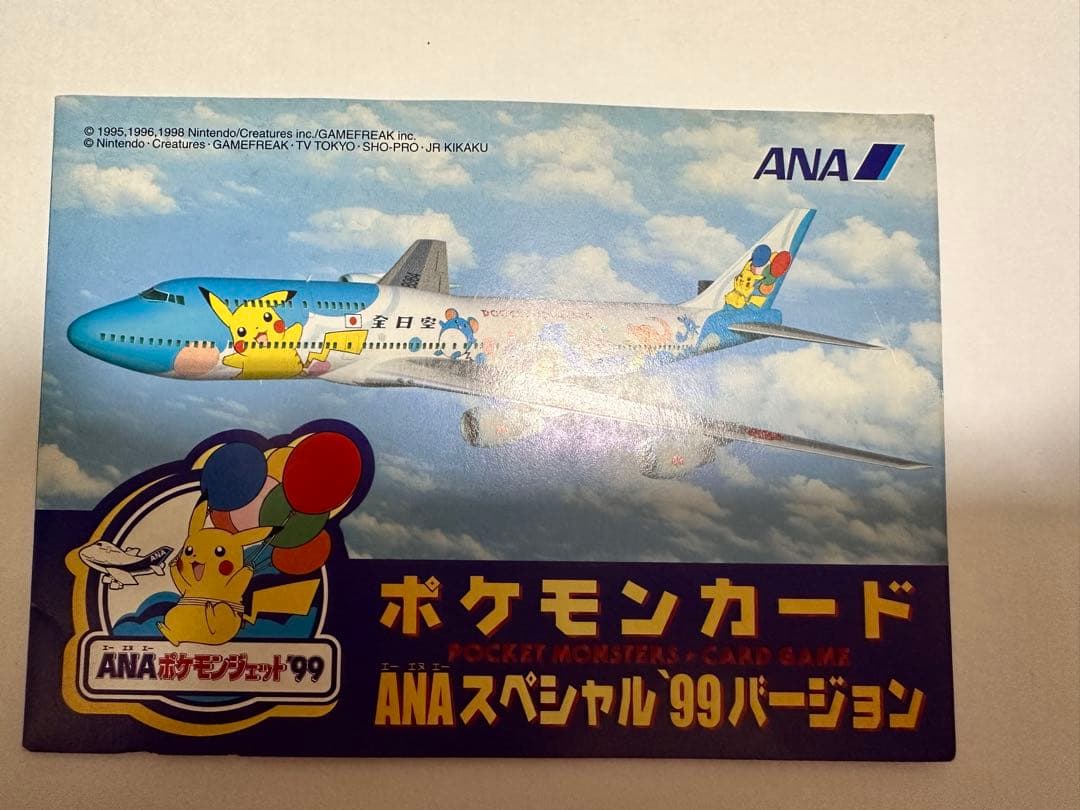 © 1995,1996,1998 Nintendo/Creatures inc./GAMEFREAK inc.
© Nintendo・Creatures・GAMEFREAK・TV TOKYO・SHO-PRO・JR KIKAKU
ANA
全日空
ANA
エー エヌ エー
ANAポケモンジェット'99
ポケモンカード
POCKET MONSTERS★CARD GAME
エー エヌ エー
ANAスペシャル'99バージョン